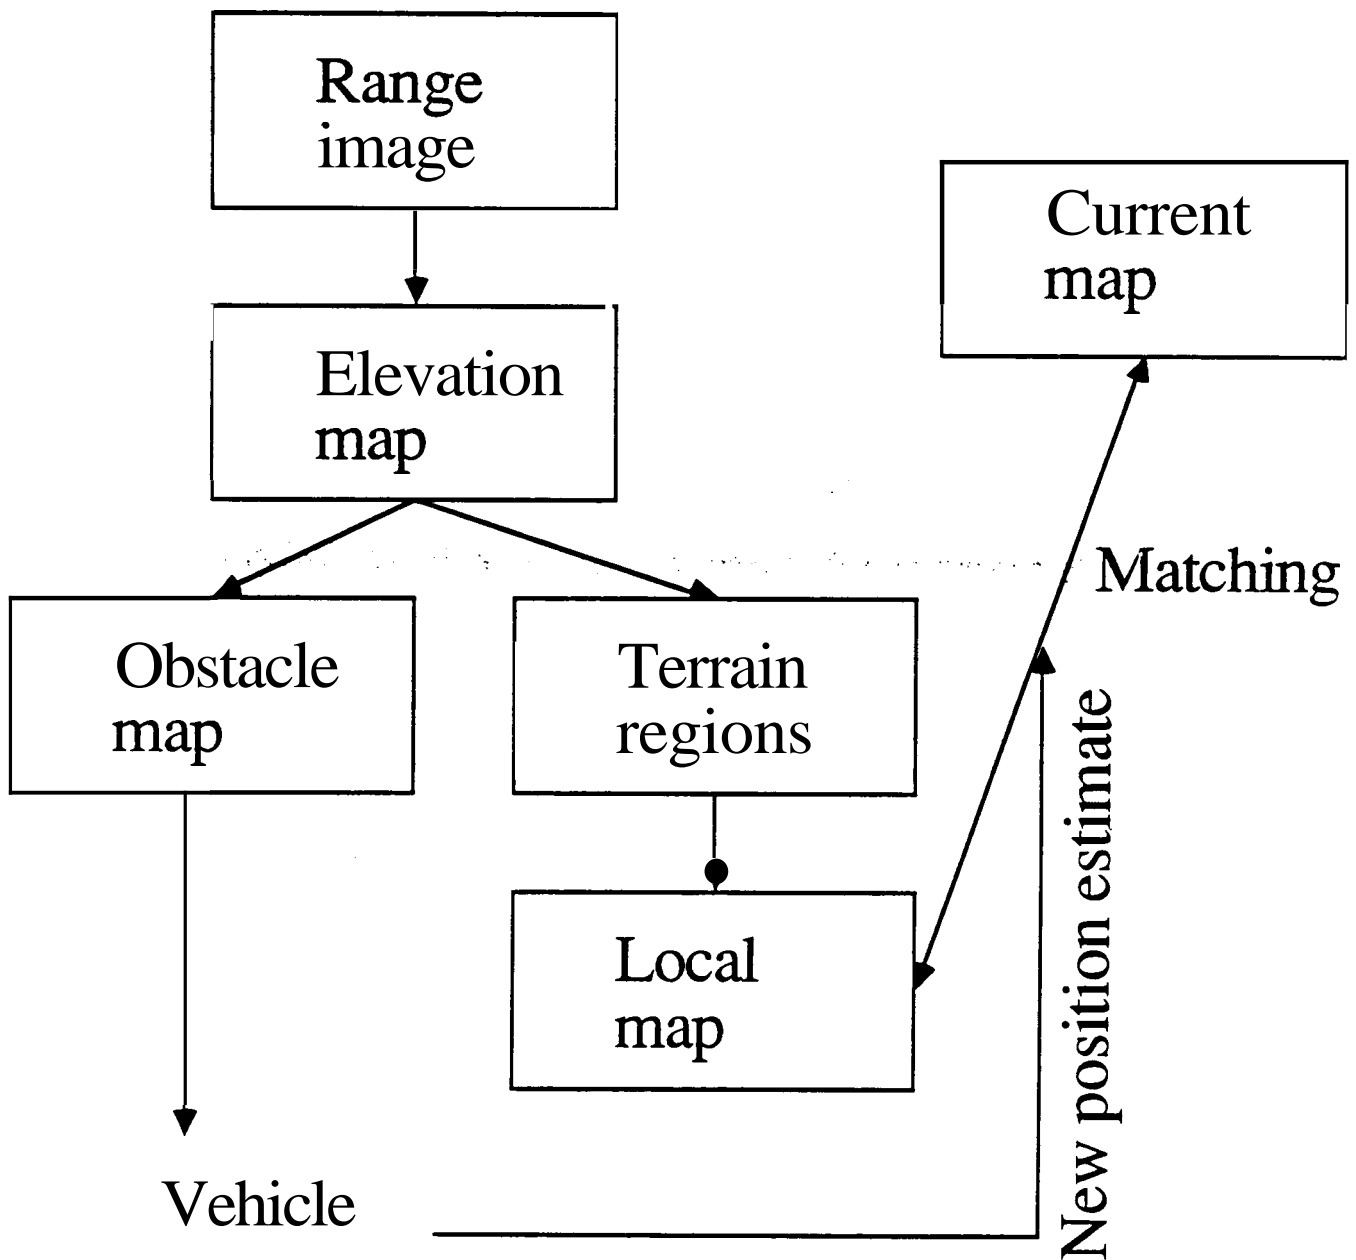 Range
image
Current
map
Elevation
map
Matching
Obstacle
map
Terrain
regions
New position estimate
Local
map
Vehicle